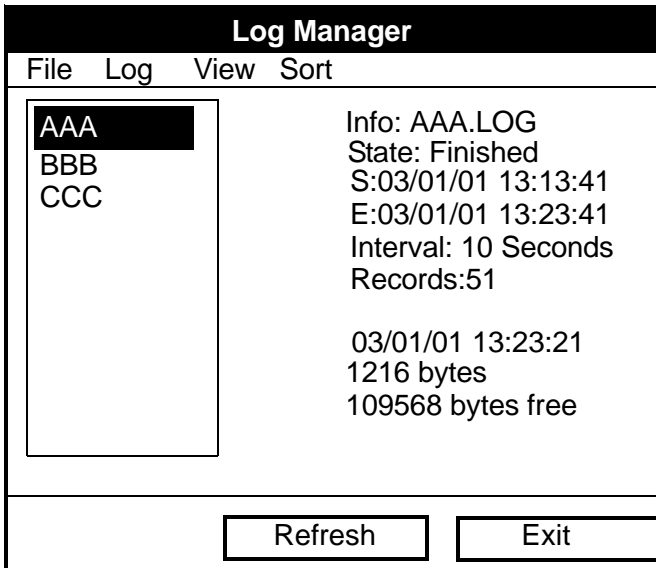 Log Manager
File Log View Sort
AAA
BBB
CCC
Info: AAA.LOG
State: Finished
S:03/01/01 13:13:41
E:03/01/01 13:23:41
Interval: 10 Seconds
Records:51
03/01/01 13:23:21
1216 bytes
109568 bytes free
Refresh Exit